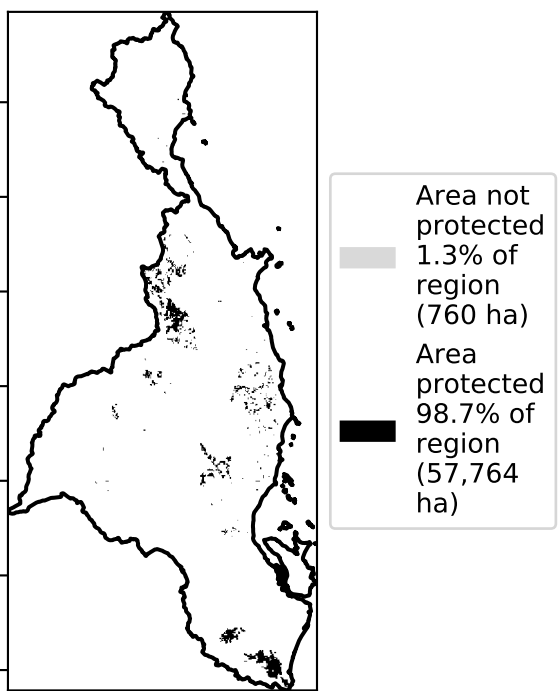 Area not
protected
1.3% of
region
(760 ha)
Area
protected
98.7% of
region
(57,764
ha)